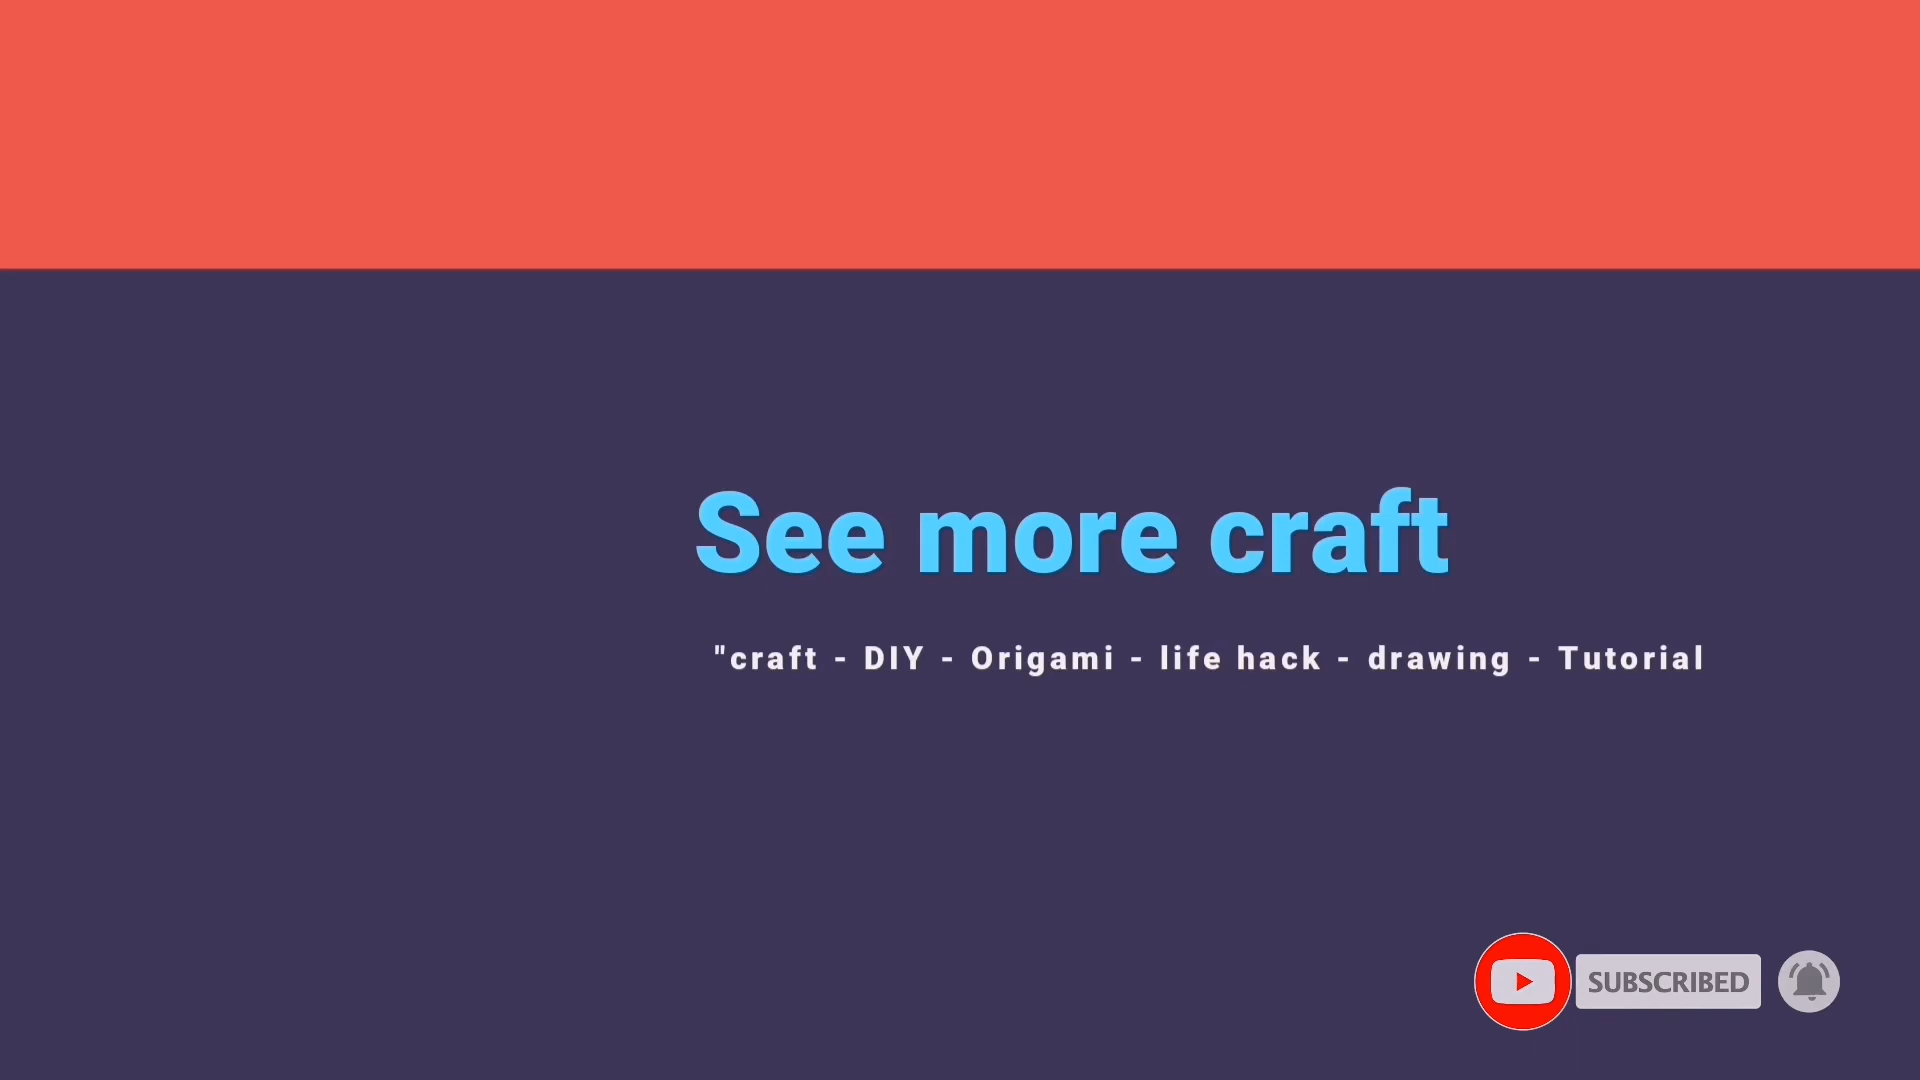 See more craft
"craft - DIY - Origami - life hack - drawing - Tutorial
SUBSCRIBED